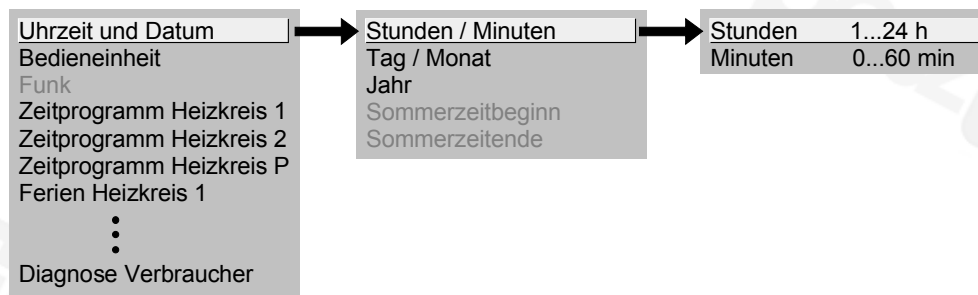 Uhrzeit und Datum
Bedieneinheit
Funk
Zeitprogramm Heizkreis 1
Zeitprogramm Heizkreis 2
Zeitprogramm Heizkreis P
Ferien Heizkreis 1
Diagnose Verbraucher
Stunden / Minuten
Tag / Monat
Jahr
Sommerzeitbeginn
Sommerzeitende
Stunden 1...24 h
Minuten 0...60 min